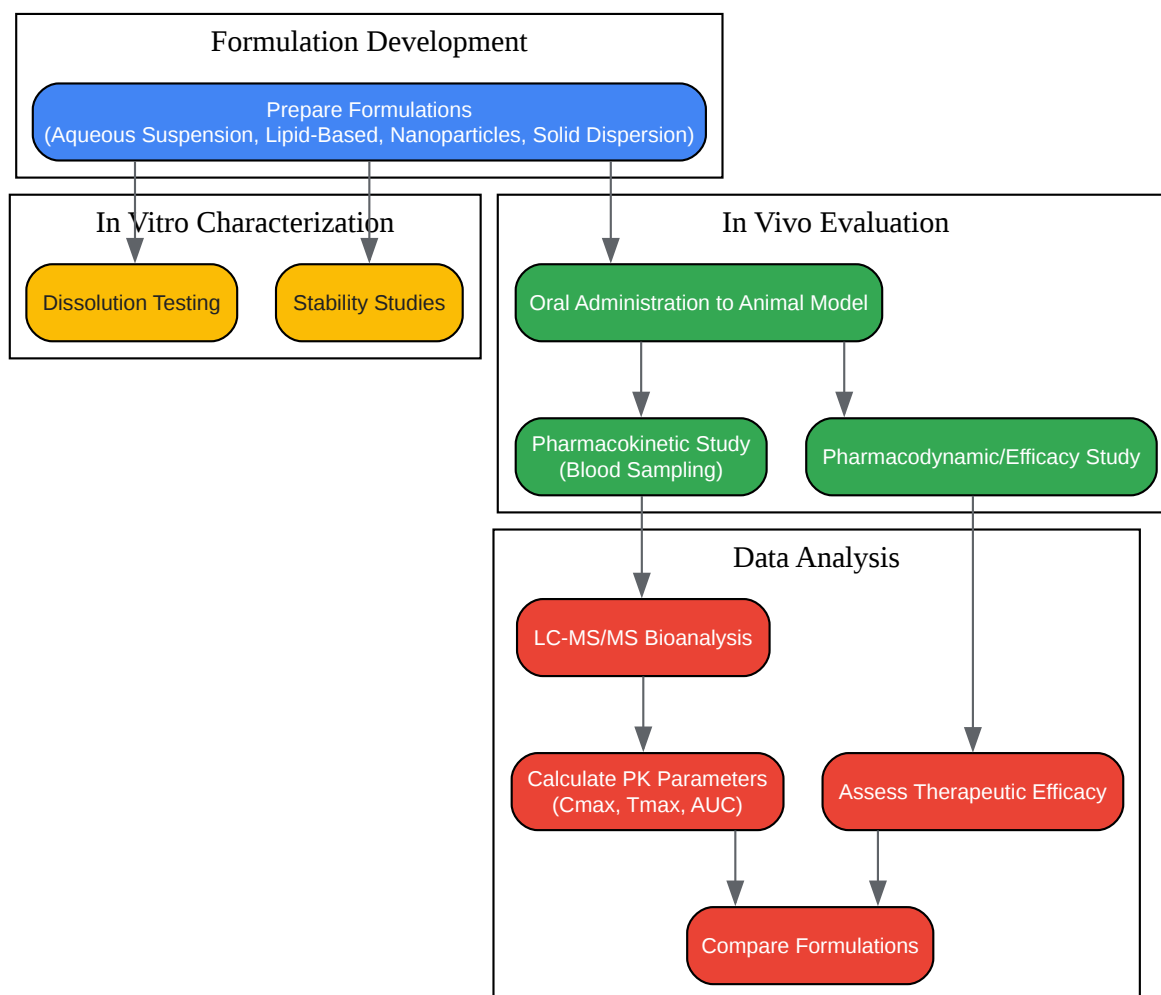 Formulation Development
Prepare Formulations
(Aqueous Suspension, Lipid-Based, Nanoparticles, Solid Dispersion)
In Vitro Characterization
Dissolution Testing
Stability Studies
In Vivo Evaluation
Oral Administration to Animal Model
Pharmacokinetic Study
(Blood Sampling)
Pharmacodynamic/Efficacy Study
Data Analysis
LC-MS/MS Bioanalysis
Calculate PK Parameters
(Cmax, Tmax, AUC)
Assess Therapeutic Efficacy
Compare Formulations